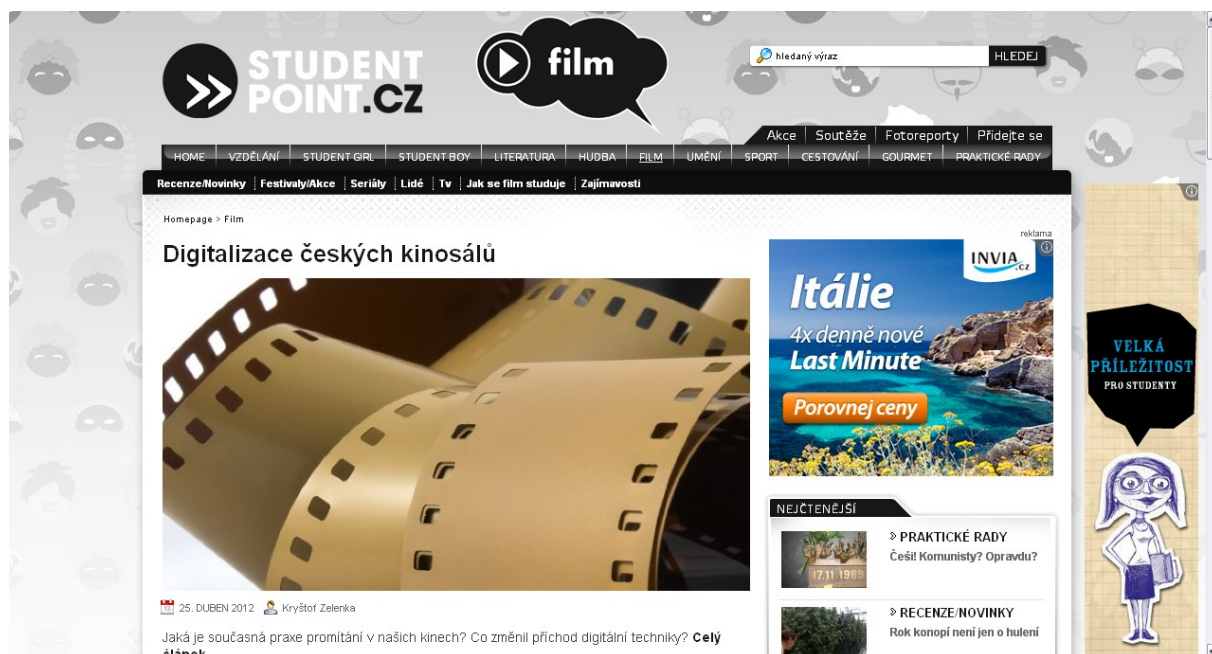 STUDENT
POINT.CZ
film
hledaný výraz
HLEDEJ
Akce
Soutěže
Fotoreporty
Přidejte se
HOME
VZDĚLÁNÍ
STUDENT GIRL
STUDENT BOY
LITERATURA
HUDBA
FILM
UMĚNÍ
SPORT
CESTOVÁNÍ
GOURMET
PRAKTICKÉ RADY
Recenze/Novinky
Festivaly/Akce
Seriály
Lidé
Tv
Jak se film studuje
Zajímavosti
Homepage > Film
Digitalizace českých kinosálů
25. DUBEN 2012
Kryštof Zelenka
Jaká je současná praxe promítání v našich kinech? Co změnil příchod digitální techniky? Celý
článek
reklama
INVIA.CZ
Itálie
4x denně nové
Last Minute
Porovnej ceny
NEJČTENĚJŠÍ
17.11.1989
» PRAKTICKÉ RADY
Češi! Komunisty? Opravdu?
» RECENZE/NOVINKY
Rok konopí není jen o hulení
VELKÁ
PŘÍLEŽITOST
PRO STUDENTY